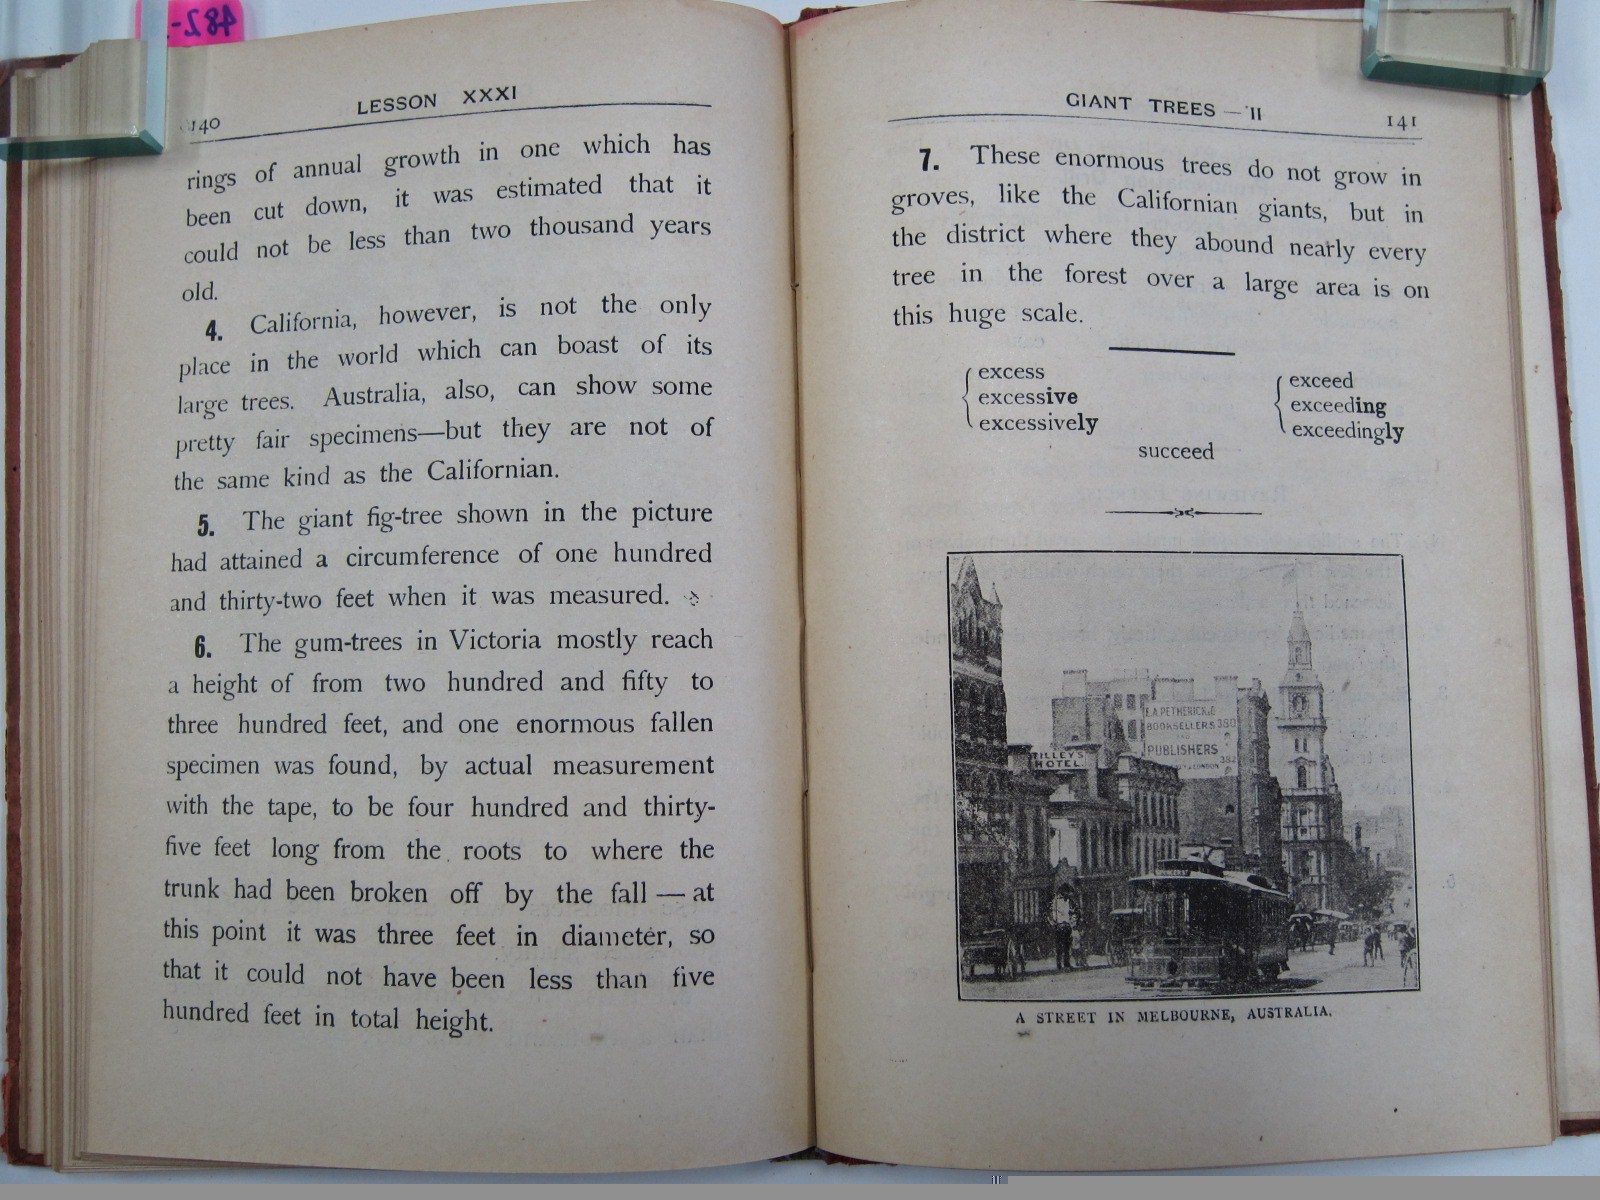 482-
140
LESSON XXXI
rings of annual growth in one which has
been cut down, it was estimated that it
could not be less than two thousand years
old.
4. California, however, is not the only
place in the world which can boast of its
large trees. Australia, also, can show some
pretty fair specimens—but they are not of
the same kind as the Californian.
5. The giant fig-tree shown in the picture
had attained a circumference of one hundred
and thirty-two feet when it was measured.
6. The gum-trees in Victoria mostly reach
a height of from two hundred and fifty to
three hundred feet, and one enormous fallen
specimen was found, by actual measurement
with the tape, to be four hundred and thirty-
five feet long from the roots to where the
trunk had been broken off by the fall — at
this point it was three feet in diameter, so
that it could not have been less than five
hundred feet in total height.
GIANT TREES — II
141
7. These enormous trees do not grow in
groves, like the Californian giants, but in
the district where they abound nearly every
tree in the forest over a large area is on
this huge scale.
excess
excessive
excessively
exceed
exceeding
exceedingly
succeed
E.A. PETHERICK & C
BOOKSELLERS 380
AND
PUBLISHERS
382
LONDON
TILLEY'S
HOTEL.
A STREET IN MELBOURNE, AUSTRALIA.